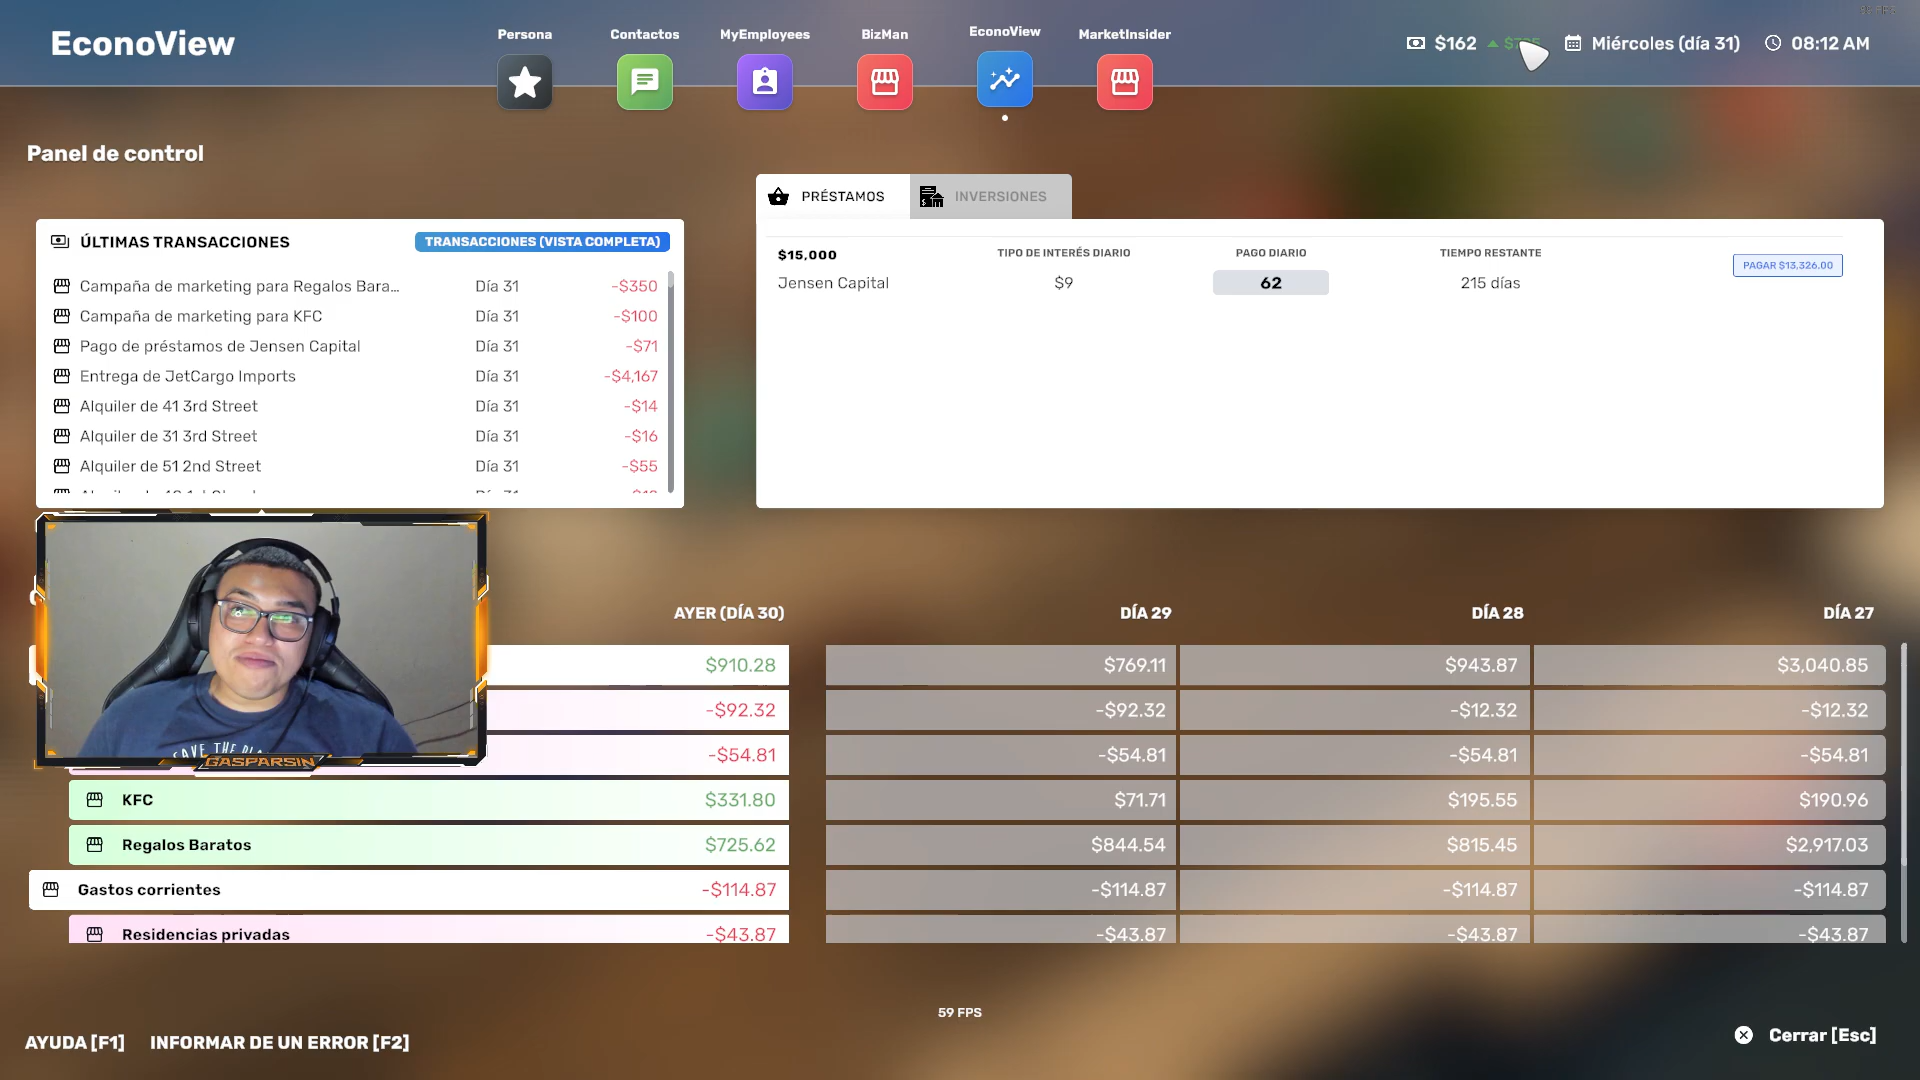 EconoView
Persona
Contactos
MyEmployees
BizMan
EconoView
MarketInsider
$162
Miércoles (día 31)
08:12 AM
Panel de control
ÚLTIMAS TRANSACCIONES
TRANSACCIONES (VISTA COMPLETA)
Campaña de marketing para Regalos Bara... Día 31 -$350
Campaña de marketing para KFC Día 31 -$100
Pago de préstamos de Jensen Capital Día 31 -$71
Entrega de JetCargo Imports Día 31 -$4,167
Alquiler de 41 3rd Street Día 31 -$14
Alquiler de 31 3rd Street Día 31 -$16
Alquiler de 51 2nd Street Día 31 -$55
PRÉSTAMOS
INVERSIONES
$15,000 TIPO DE INTERÉS DIARIO PAGO DIARIO TIEMPO RESTANTE
PAGAR $13,326.00
Jensen Capital $9 62 215 días
AYER (DÍA 30) DÍA 29 DÍA 28 DÍA 27
$910.28 $769.11 $943.87 $3,040.85
-$92.32 -$92.32 -$12.32 -$12.32
-$54.81 -$54.81 -$54.81 -$54.81
KFC $331.80 $71.71 $195.55 $190.96
Regalos Baratos $725.62 $844.54 $815.45 $2,917.03
Gastos corrientes -$114.87 -$114.87 -$114.87 -$114.87
Residencias privadas -$43.87 -$43.87 -$43.87 -$43.87
GASPARSIN
59 FPS
AYUDA [F1]
INFORMAR DE UN ERROR [F2]
Cerrar [Esc]